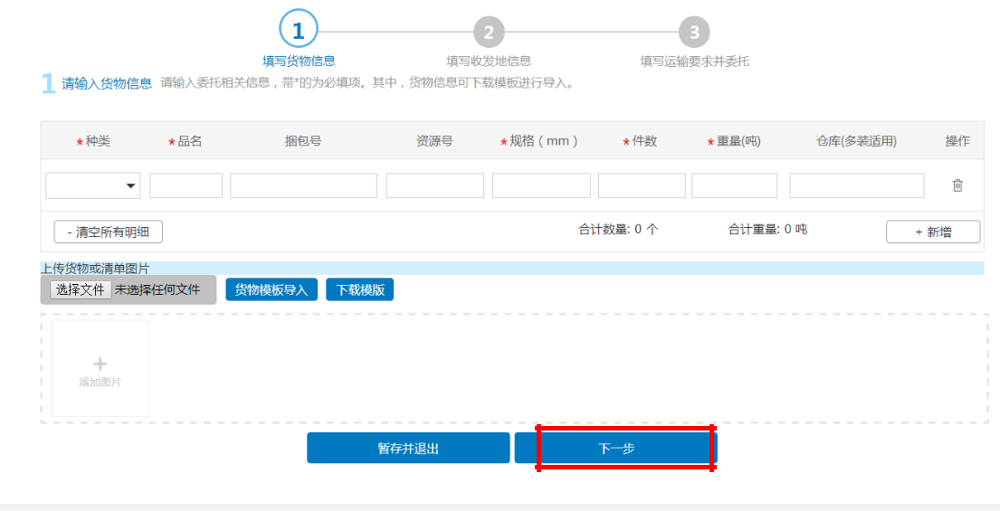 1 2 3
填写货物信息 填写收发地信息 填写运输要求并委托
1 请输入货物信息 请输入委托相关信息，带*的为必填项。其中，货物信息可下载模板进行导入。
*种类 *品名 捆包号 资源号 *规格（mm） *件数 *重量(吨) 仓库(多装适用) 操作
- 清空所有明细 合计数量: 0 个 合计重量: 0 吨 + 新增
上传货物或清单图片
选择文件 未选择任何文件 货物模板导入 下载模版
+
添加图片
暂存并退出 下一步